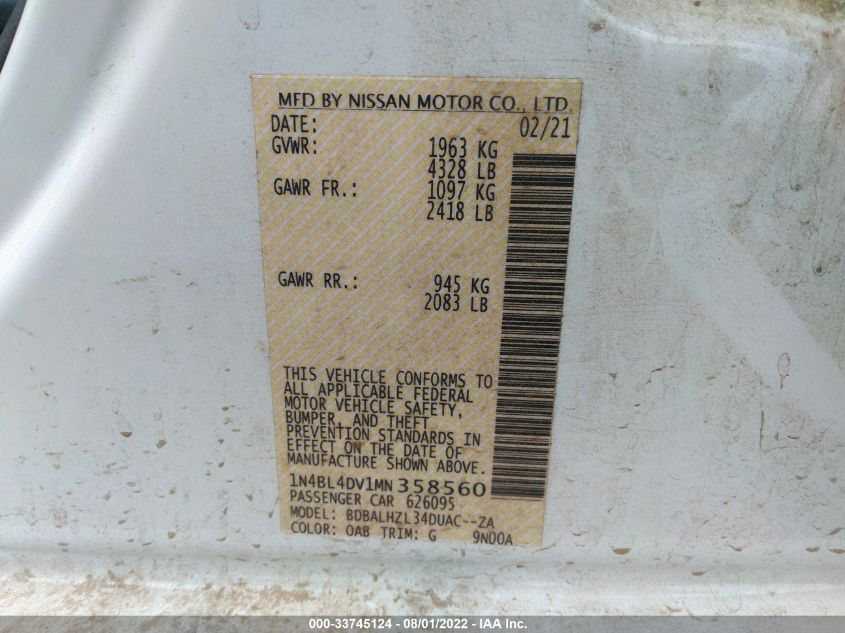 MFD BY NISSAN MOTOR CO., LTD.
DATE: 02/21
GVWR: 1963 KG
4328 LB
GAWR FR.: 1097 KG
2418 LB
GAWR RR.: 945 KG
2083 LB
THIS VEHICLE CONFORMS TO
ALL APPLICABLE FEDERAL
MOTOR VEHICLE SAFETY,
BUMPER, AND THEFT
PREVENTION STANDARDS IN
EFFECT ON THE DATE OF
MANUFACTURE SHOWN ABOVE.
1N4BL4DV1MN358560
PASSENGER CAR 626095
MODEL: BDBALHZL34DUAC--ZA
COLOR: QAB TRIM: G 9N00A
000-33745124 - 08/01/2022 - IAA Inc.